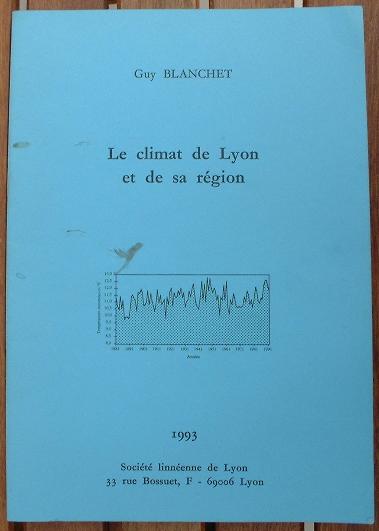 Guy BLANCHET
Le climat de Lyon
et de sa région
Années
1993
Société linnéenne de Lyon
33 rue Bossuet, F - 69006 Lyon